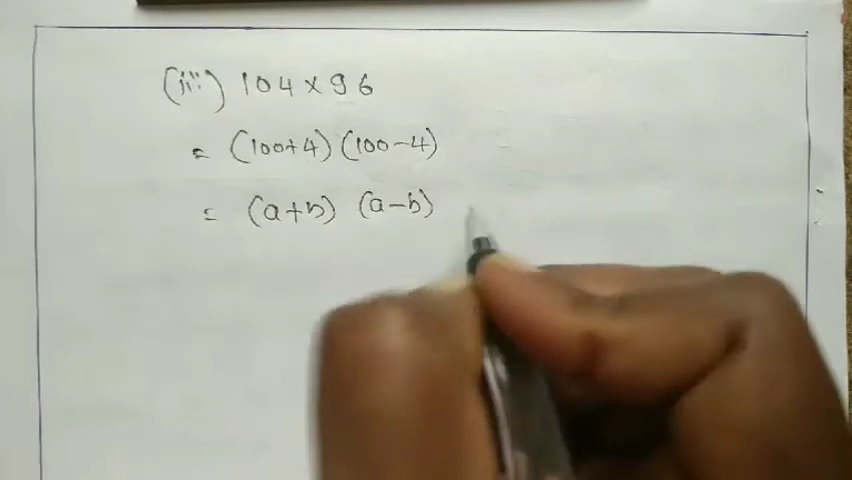 (iii) 104 × 96
= (100+4) (100-4)
= (a+b) (a-b)